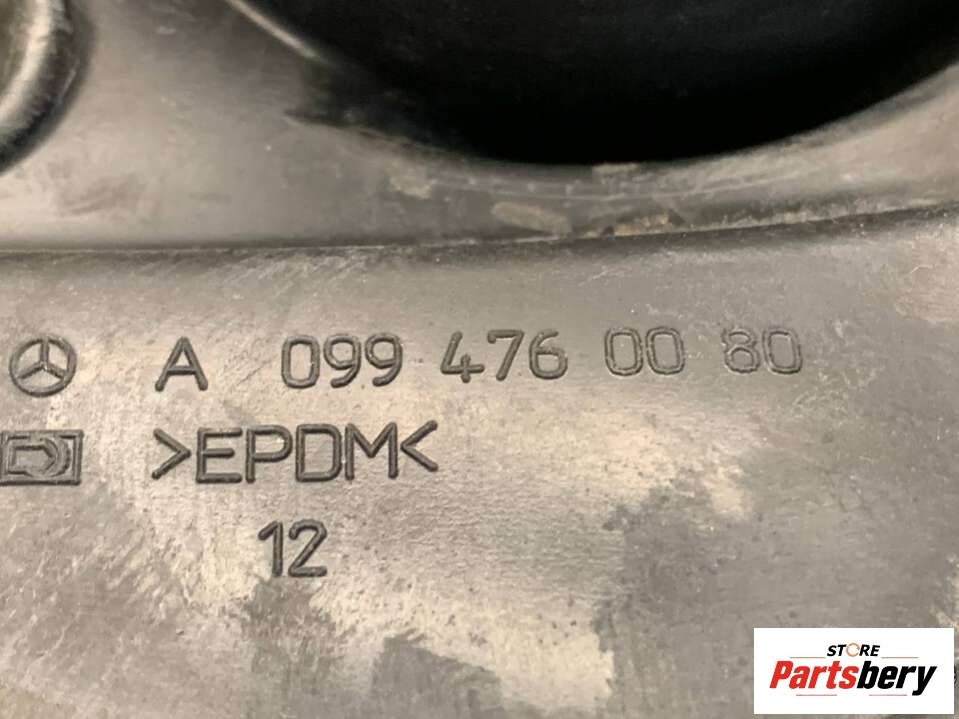 A 099 476 00 80
>EPDM<
12
STORE
Partsbery